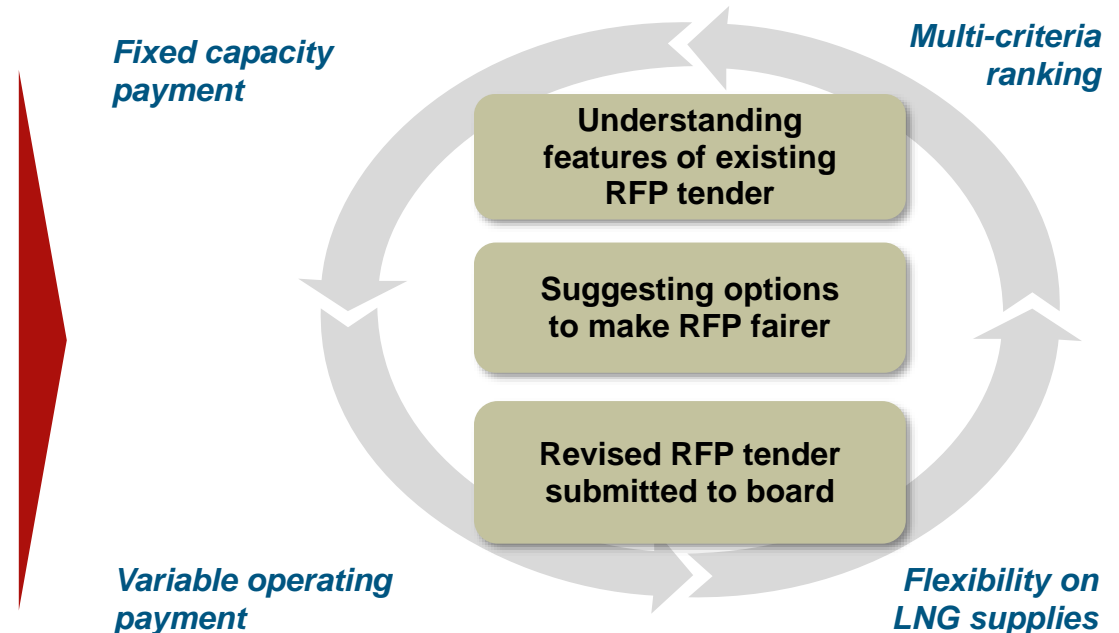 Fixed capacity
payment
Multi-criteria
ranking
Understanding
features of existing
RFP tender
Suggesting options
to make RFP fairer
Revised RFP tender
submitted to board
Variable operating
payment
Flexibility on
LNG supplies